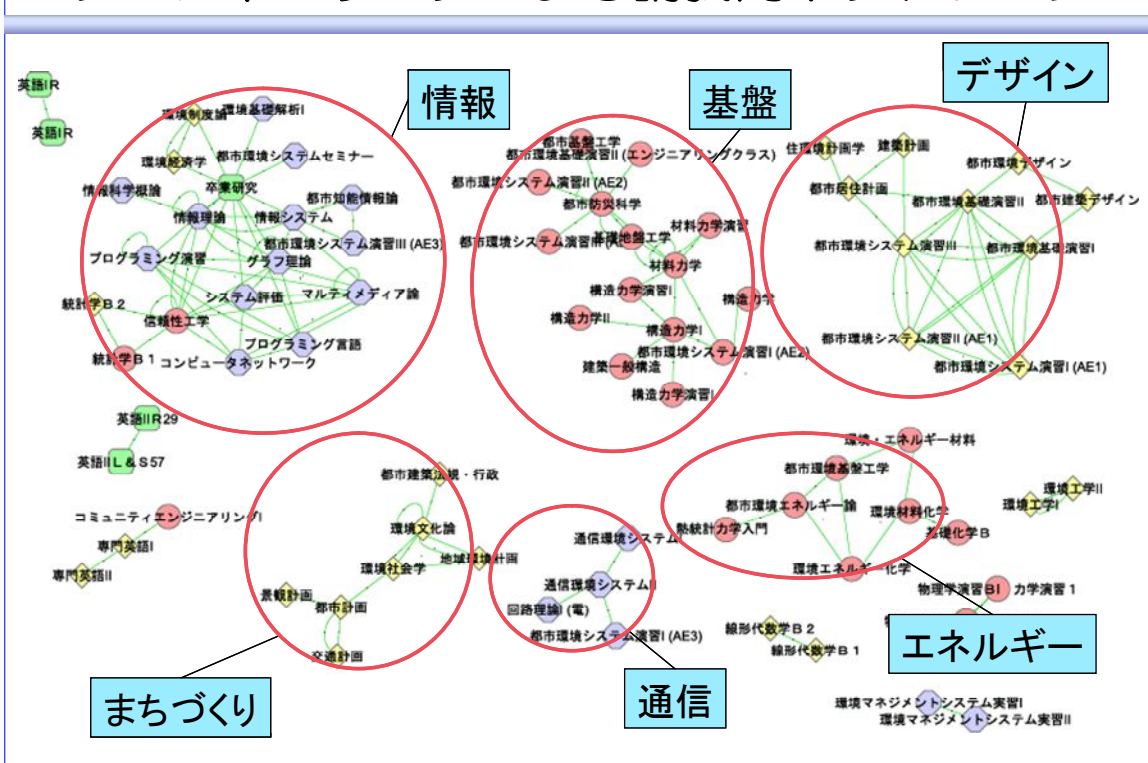 英語IR
英語IR
情報
環境制度論
環境基礎解析I
環境経済学
都市環境システムセミナー
情報科学概論
卒業研究
都市知能情報論
情報理論
情報システム
都市環境システム演習III (AE3)
プログラミング演習
グラフ理論
システム評価
マルティメディア論
統計学B 2
信頼性工学
プログラミング言語
統計学B 1
コンピュータネットワーク
基盤
都市基盤工学
都市環境基礎演習II (エンジニアリングクラス)
都市環境システム演習II (AE2)
都市防災科学
材料力学演習
都市環境システム演習III
基礎地盤工学
材料力学
構造力学演習I
構造力学
構造力学II
構造力学I
都市環境システム演習I (AE2)
建築一般構造
構造力学演習I
デザイン
住環境計画学
建築計画
都市環境デザイン
都市居住計画
都市環境基礎演習II
都市建築デザイン
都市環境システム演習III
都市環境基礎演習I
都市環境システム演習II (AE1)
都市環境システム演習I (AE1)
英語IIR29
英語II L & S57
コミュニティエンジニアリングI
専門英語I
専門英語II
都市建築法規・行政
環境文化論
地域環境計画
環境社会学
景観計画
都市計画
交通計画
まちづくり
通信環境システム
通信環境システムII
回路理論I (電)
都市環境システム演習I (AE3)
通信
環境・エネルギー材料
都市環境基盤工学
都市環境エネルギー論
環境材料化学
熱統計力学入門
基礎化学B
環境エネルギー化学
環境工学II
環境工学I
物理学演習BI
力学演習 1
線形代数学B 2
線形代数学B 1
エネルギー
環境マネジメントシステム実習I
環境マネジメントシステム実習II